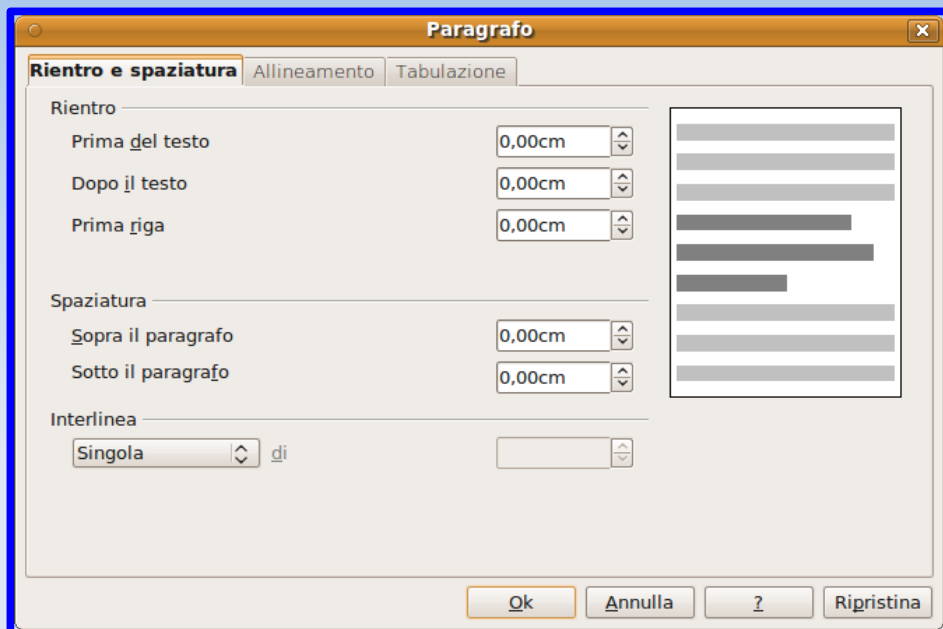 Paragrafo
Rientro e spaziatura Allineamento Tabulazione
Rientro
Prima del testo 0,00cm
Dopo il testo 0,00cm
Prima riga 0,00cm
Spaziatura
Sopra il paragrafo 0,00cm
Sotto il paragrafo 0,00cm
Interlinea
Singola di
Ok Annulla ? Ripristina